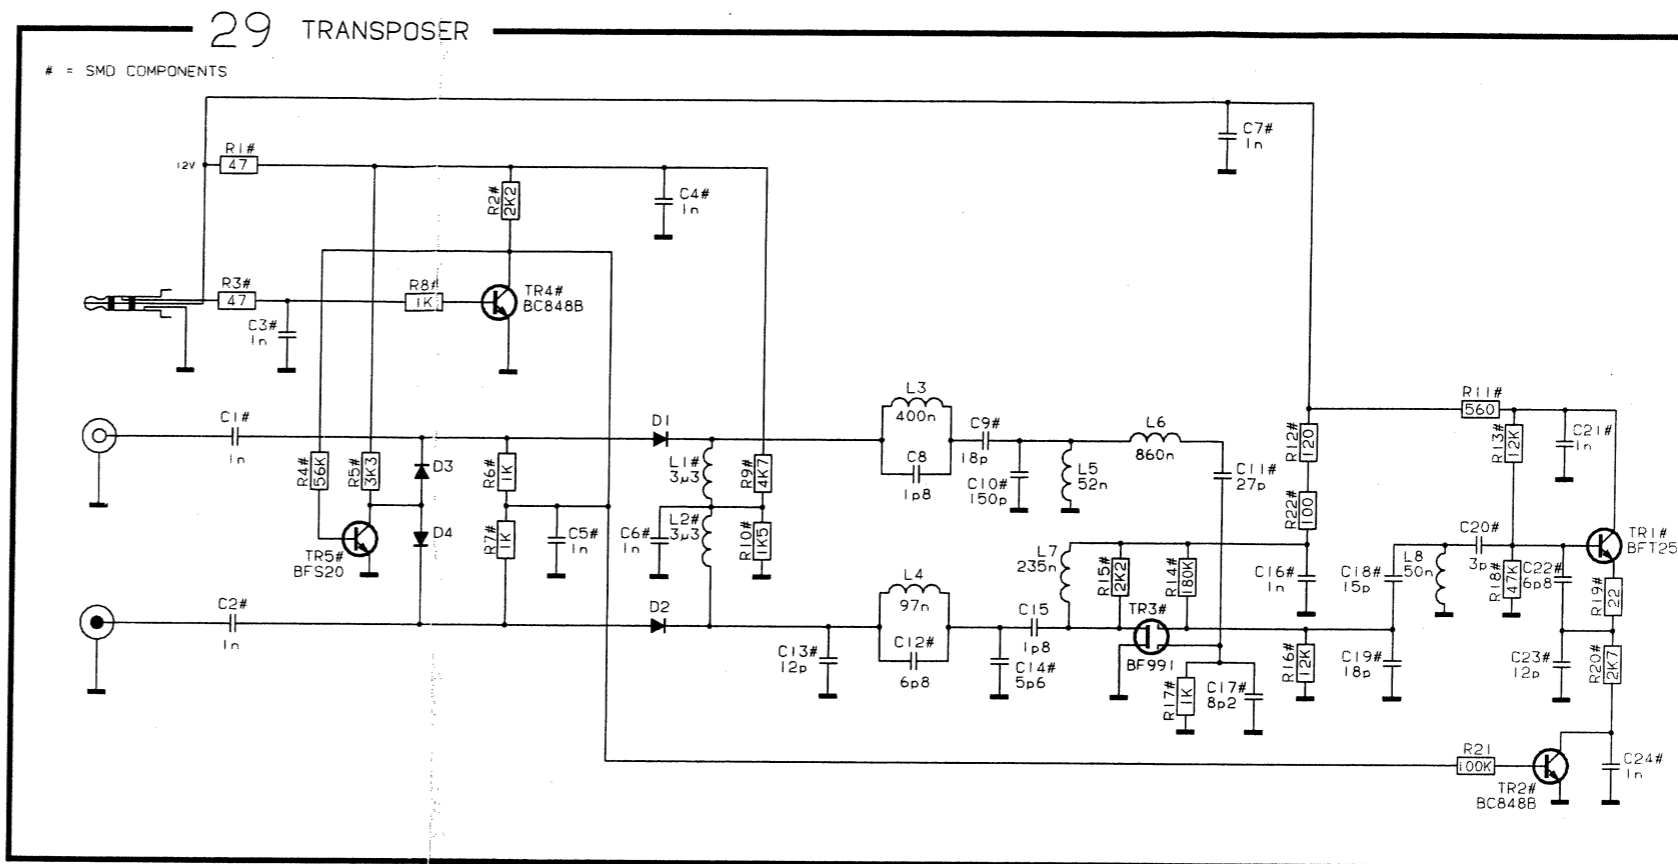 29 TRANSPOSER
# = SMD COMPONENTS
C7#
1n
R1#
12V
47
R2#
2K2
C4#
1n
R3#
47
R8#
1K
TR4#
BC848B
C3#
1n
L3
400n
C1#
1n
D1
C9#
18p
L6
860n
R11#
560
R4#
56K
R5#
3K3
D3
R6#
1K
L1#
3µ3
R9#
4K7
C8
1p8
C10#
150p
L5
52n
C11#
27p
R12#
120
R13#
12K
C21#
1n
R22#
100
D4
R7#
1K
C5#
1n
C6#
1n
L2#
3µ3
R10#
1K5
TR5#
BFS20
L7
235n
R15#
2K2
R14#
180K
C16#
1n
C18#
15p
L8
50n
C20#
3p
R18#
47K
C22#
6p8
TR1#
BFT25
R19#
22
C2#
1n
D2
L4
97n
C12#
6p8
C15
1p8
TR3#
BF991
C13#
12p
C14#
5p6
R17#
1K
C17#
8p2
R16#
12K
C19#
18p
C23#
12p
R20#
2K7
R21
100K
TR2#
BC848B
C24#
1n